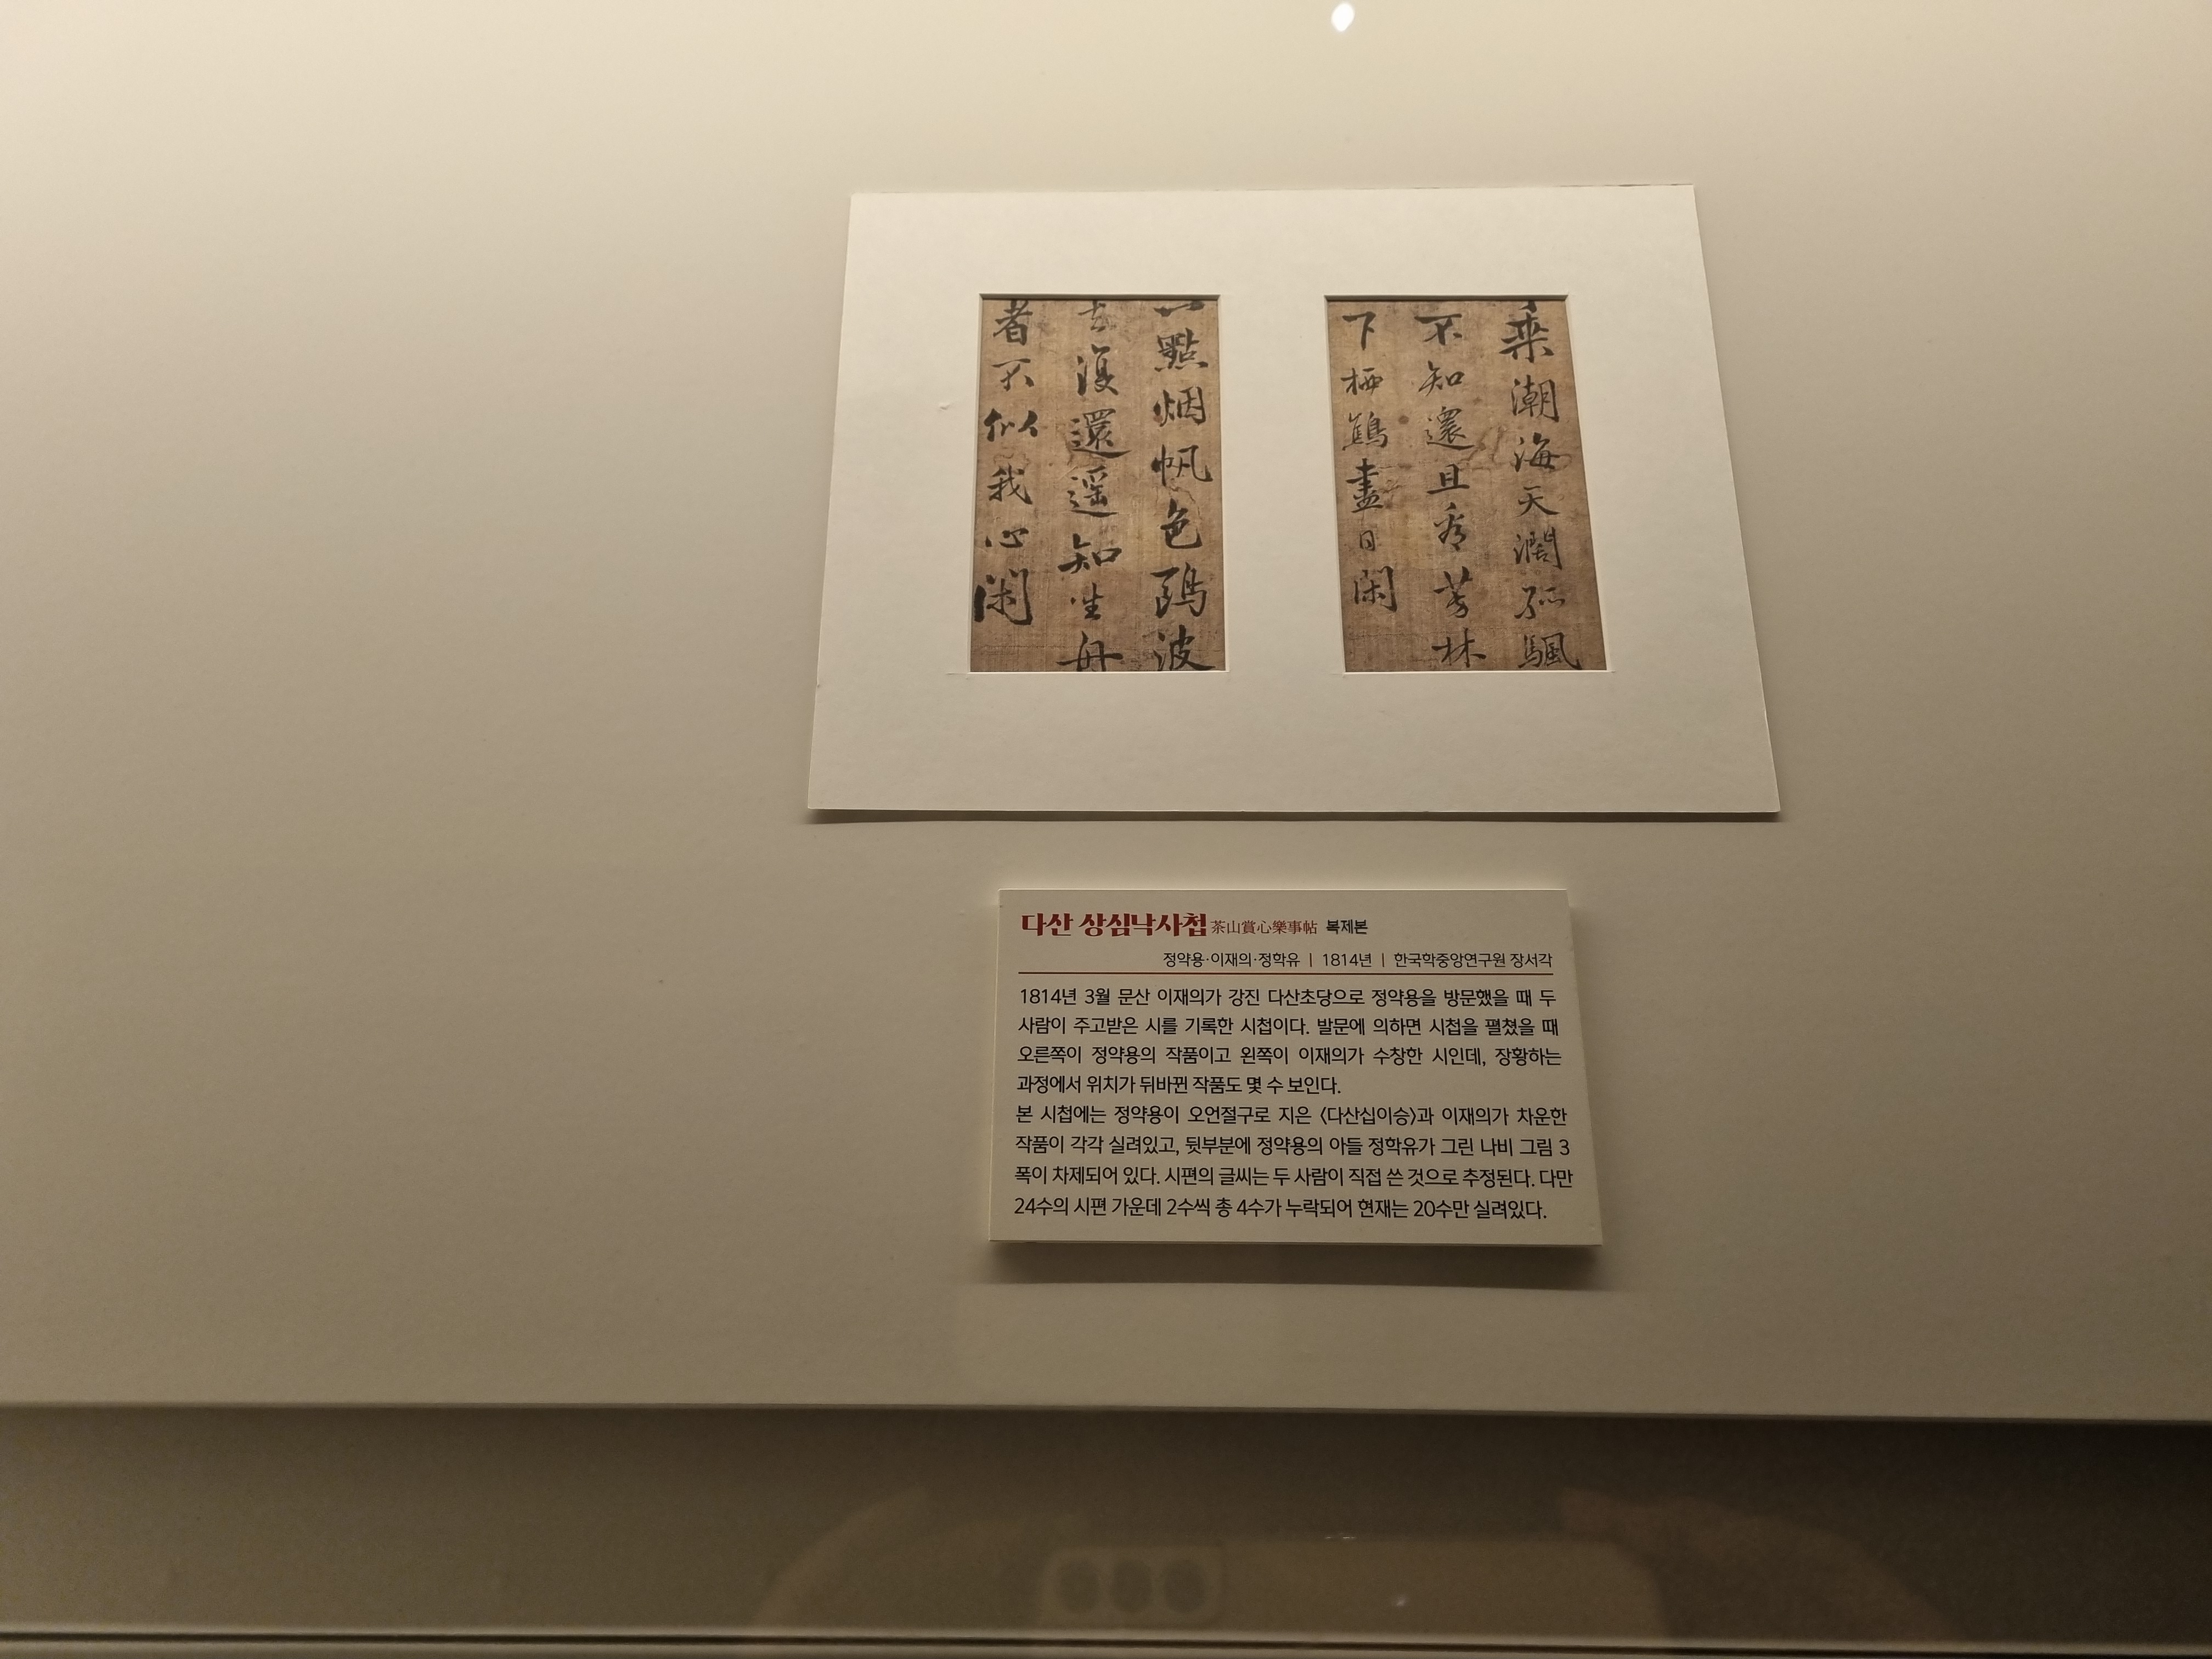 乘潮海天濶孤颿
不知還且看芳林
下栖鷄盡日閑
一點烟帆色鷗波
去復還遥知坐舟
者不似我心閑
다산 상심낙사첩 茶山賞心樂事帖 복제본
정약용·이재의·정학유 | 1814년 | 한국학중앙연구원 장서각
1814년 3월 문산 이재의가 강진 다산초당으로 정약용을 방문했을 때 두
사람이 주고받은 시를 기록한 시첩이다. 발문에 의하면 시첩을 펼쳤을 때
오른쪽이 정약용의 작품이고 왼쪽이 이재의가 수창한 시인데, 장황하는
과정에서 위치가 뒤바뀐 작품도 몇 수 보인다.
본 시첩에는 정약용이 오언절구로 지은 〈다산십이승〉과 이재의가 차운한
작품이 각각 실려있고, 뒷부분에 정약용의 아들 정학유가 그린 나비 그림 3
폭이 차제되어 있다. 시편의 글씨는 두 사람이 직접 쓴 것으로 추정된다. 다만
24수의 시편 가운데 2수씩 총 4수가 누락되어 현재는 20수만 실려있다.